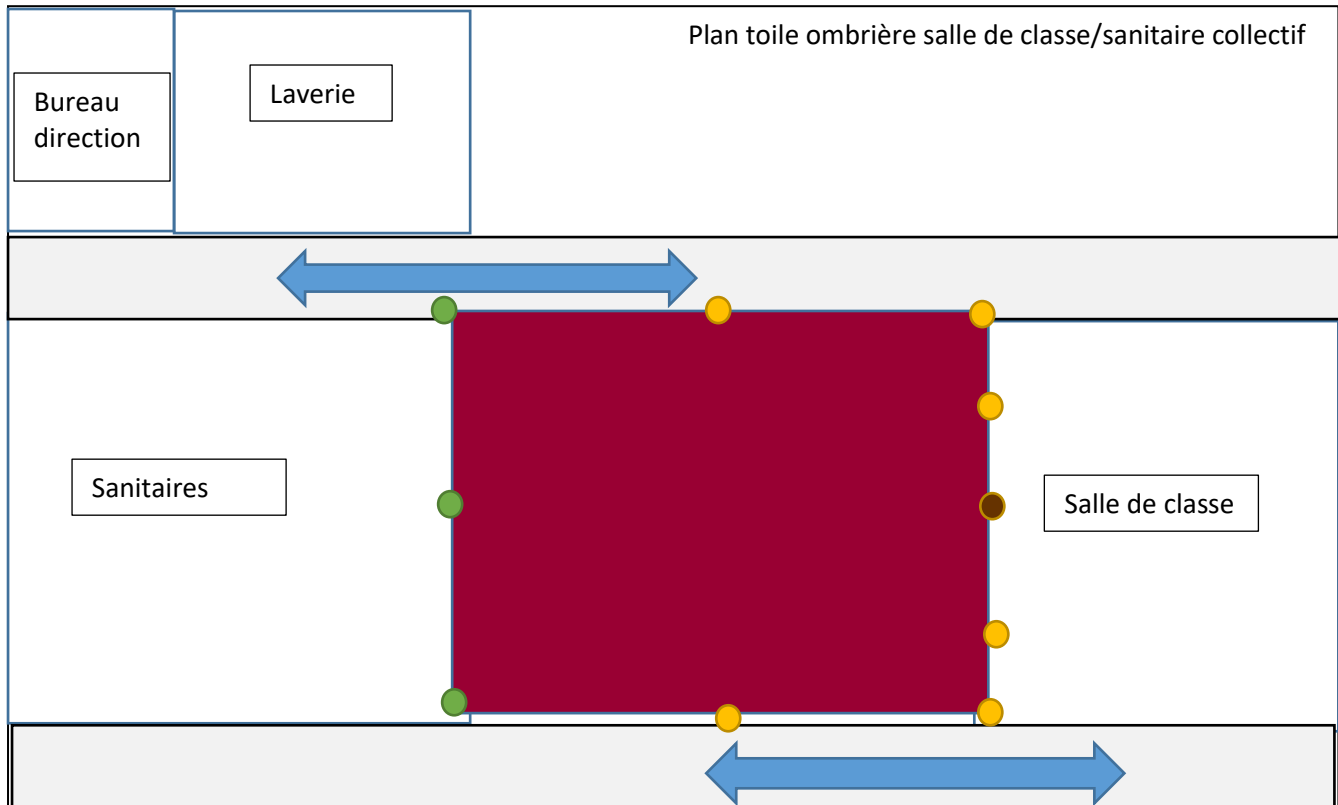 Plan toile ombrière salle de classe/sanitaire collectif
Bureau
direction
Laverie
Sanitaires
Salle de classe